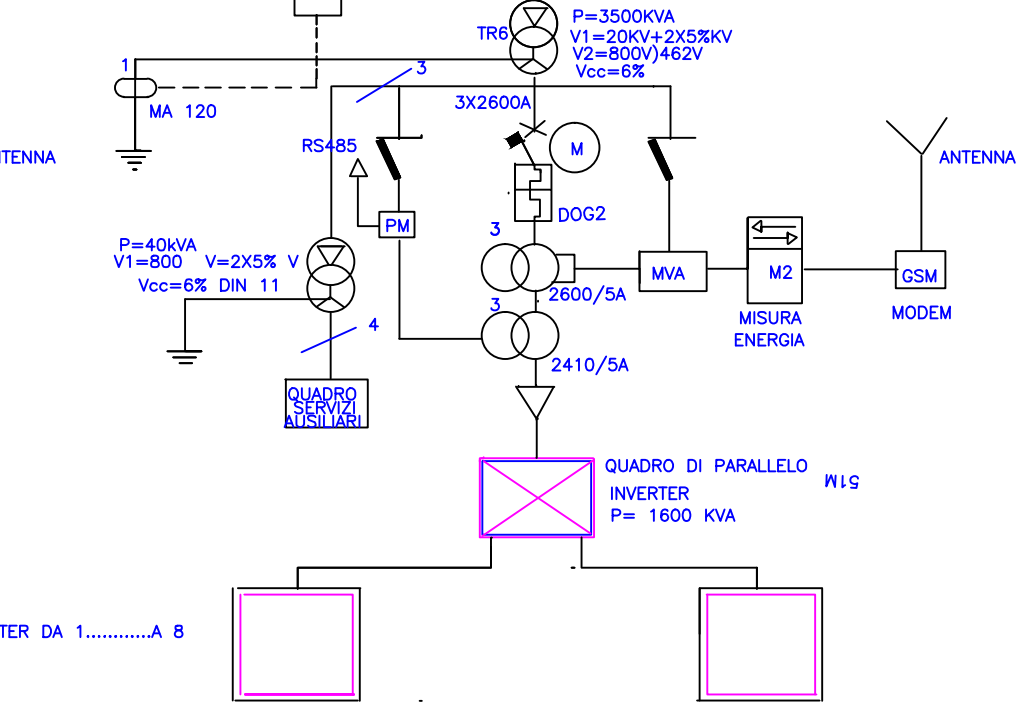 P=3500KVA
TR6
V1=20KV+2X5%KV
V2=800V)462V
Vcc=6%
1
3
MA 120
3X2600A
RS485
M
NTENNA
ANTENNA
DOG2
PM
3
P=40kVA
V1=800 V=2X5% V
Vcc=6% DIN 11
MVA
M2
GSM
2600/5A
3
MISURA
ENERGIA
MODEM
4
2410/5A
QUADRO
SERVIZI
AUSILIARI
QUADRO DI PARALLELO
INVERTER
P= 1600 KVA
51M
TER DA 1............A 8